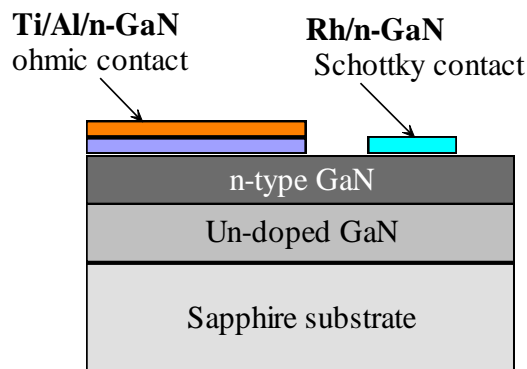 Ti/Al/n-GaN
ohmic contact
Rh/n-GaN
Schottky contact
n-type GaN
Un-doped GaN
Sapphire substrate